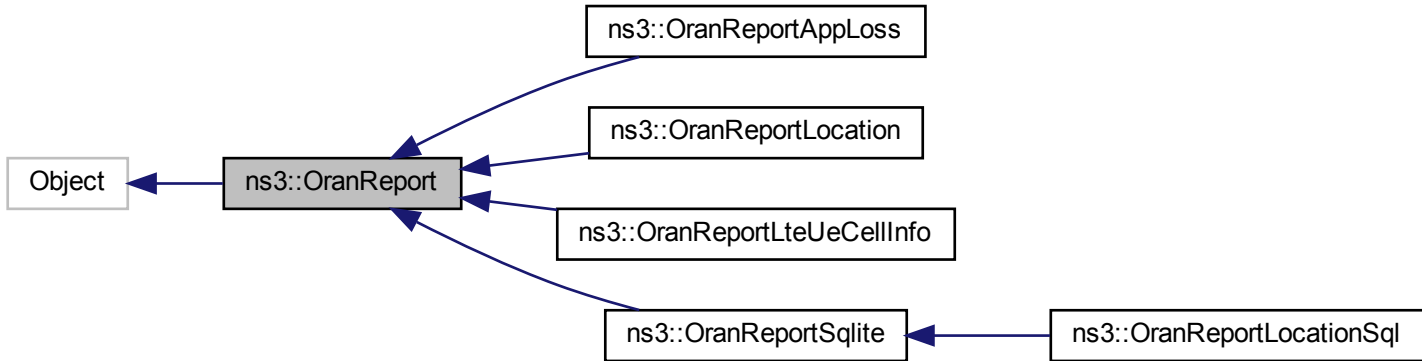 ns3::OranReportAppLoss
ns3::OranReportLocation
Object
ns3::OranReport
ns3::OranReportLteUeCellInfo
ns3::OranReportSqlite
ns3::OranReportLocationSql